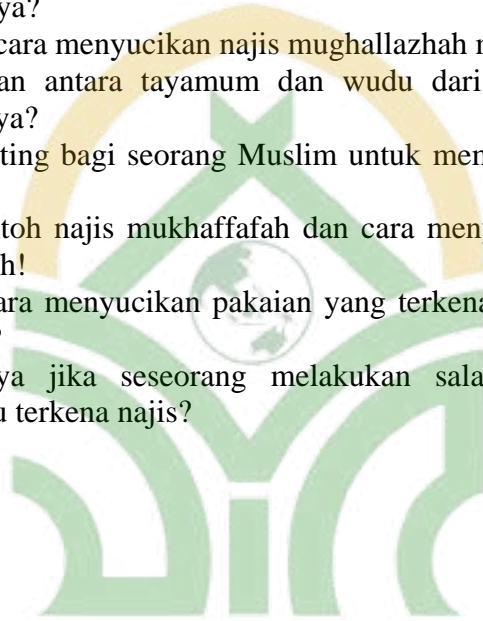 ya?
cara menyucikan najis mughallazhah
an antara tayamum dan wudu dari
ya?
ting bagi seorang Muslim untuk men
toh najis mukhaffafah dan cara men
h!
ara menyucikan pakaian yang terkena
ya jika seseorang melakukan sala
u terkena najis?